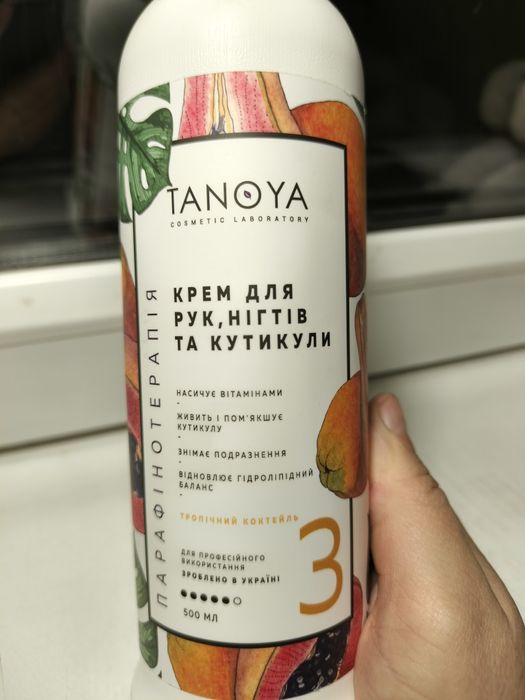 TANOYA
COSMETIC LABORATORY
ПАРАФІНОТЕРАПІЯ
КРЕМ ДЛЯ
РУК, НІГТІВ
ТА КУТИКУЛИ
НАСИЧУЄ ВІТАМІНАМИ
-
ЖИВИТЬ І ПОМ'ЯКШУЄ
КУТИКУЛУ
-
ЗНІМАЄ ПОДРАЗНЕННЯ
-
ВІДНОВЛЮЄ ГІДРОЛІПІДНИЙ
БАЛАНС
-
ТРОПІЧНИЙ КОКТЕЙЛЬ
3
ДЛЯ ПРОФЕСІЙНОГО
ВИКОРИСТАННЯ
ЗРОБЛЕНО В УКРАЇНІ
500 МЛ